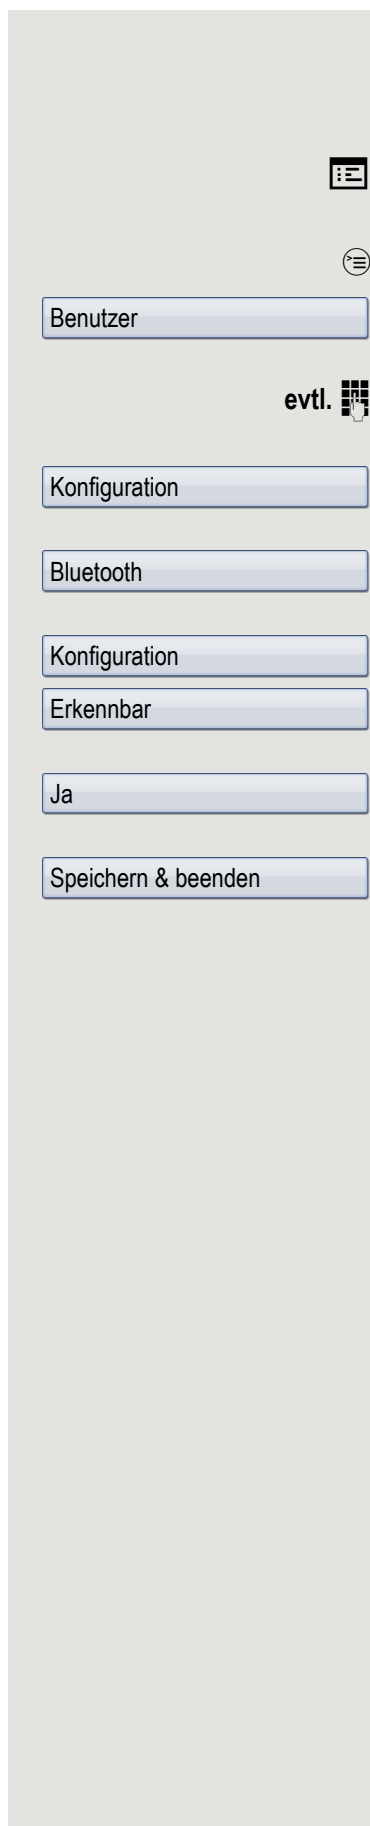 Benutzer
evtl.
Konfiguration
Bluetooth
Konfiguration
Erkennbar
Ja
Speichern & beenden